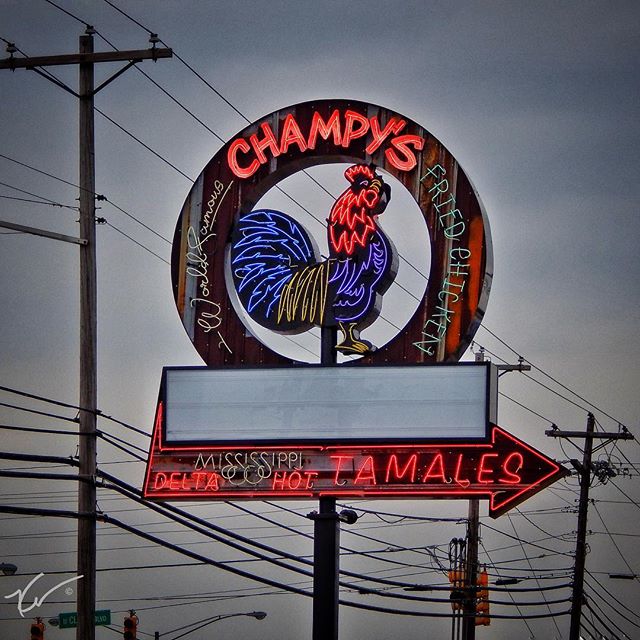 CHAMPY'S
World Famous
FRIED CHICKEN
MISSISSIPPI
DELTA HOT TAMALES